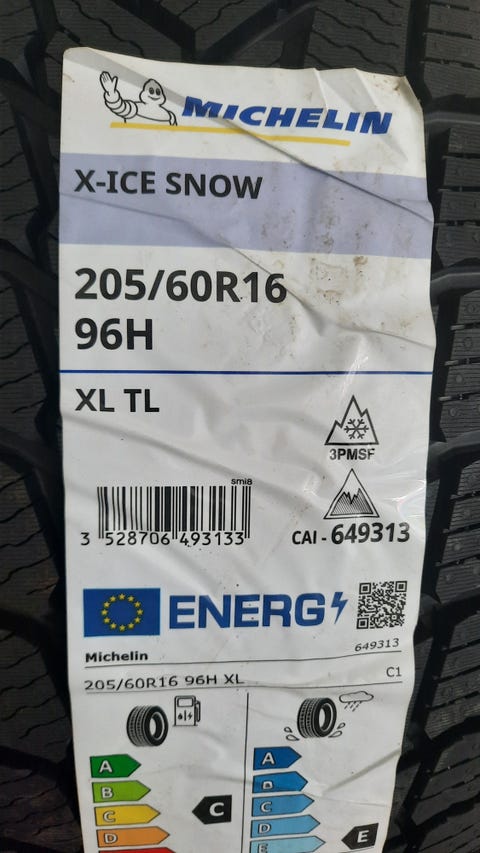 MICHELIN
X-ICE SNOW
205/60R16
96H
XL TL
3PMSF
smi8
3 528706 493133
CAI - 649313
ENERG
Michelin
649313
205/60R16 96H XL
C1
A
B
C
D
C
A
B
C
D
E
E